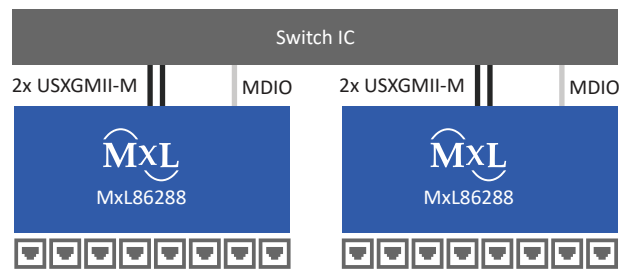 Switch IC
2x USXGMII-M MDIO 2x USXGMII-M MDIO
MXL MXL
MxL86288 MxL86288